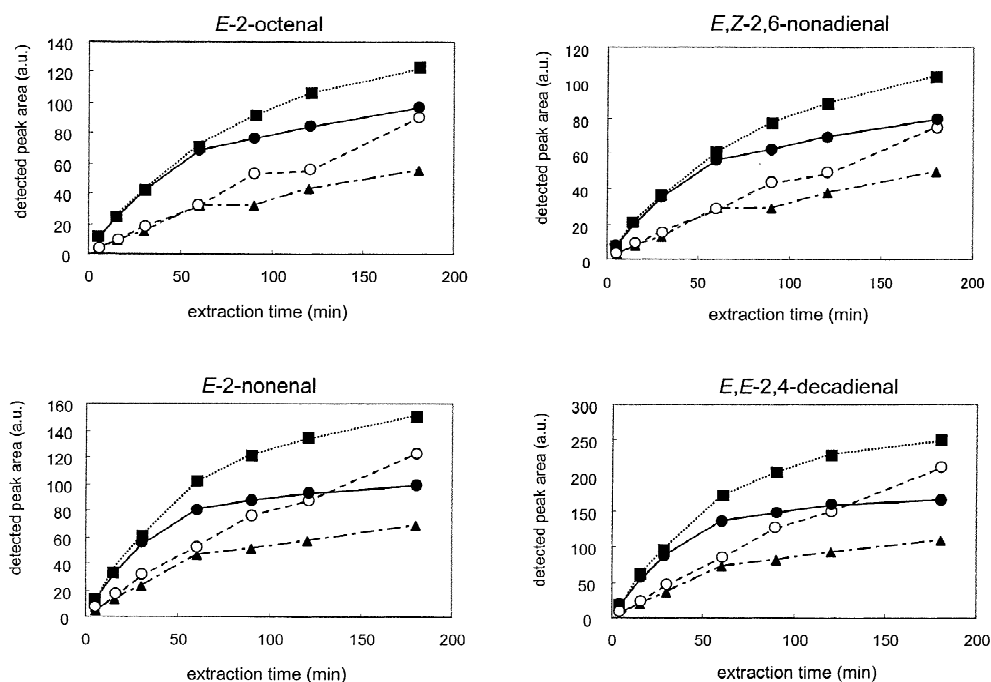 E-2-octenal
detected peak area (a.u.)
140
120
100
80
60
40
20
0
0 50 100 150 200
extraction time (min)
E,Z-2,6-nonadienal
detected peak area (a.u.)
120
100
80
60
40
20
0
0 50 100 150 200
extraction time (min)
E-2-nonenal
detected peak area (a.u.)
160
140
120
100
80
60
40
20
0
0 50 100 150 200
extraction time (min)
E,E-2,4-decadienal
detected peak area (a.u.)
300
250
200
150
100
50
0
0 50 100 150 200
extraction time (min)